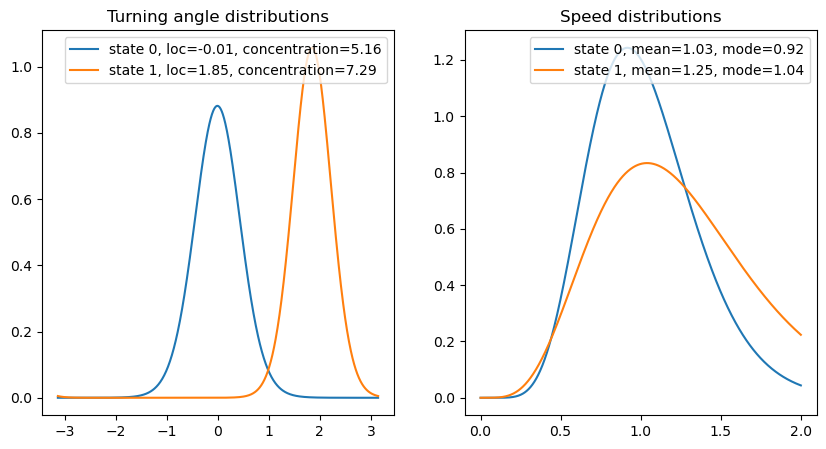 Turning angle distributions
state 0, loc=-0.01, concentration=5.16
state 1, loc=1.85, concentration=7.29
1.0
0.8
0.6
0.4
0.2
0.0
−3 −2 −1 0 1 2 3
Speed distributions
state 0, mean=1.03, mode=0.92
state 1, mean=1.25, mode=1.04
1.2
1.0
0.8
0.6
0.4
0.2
0.0
0.0 0.5 1.0 1.5 2.0